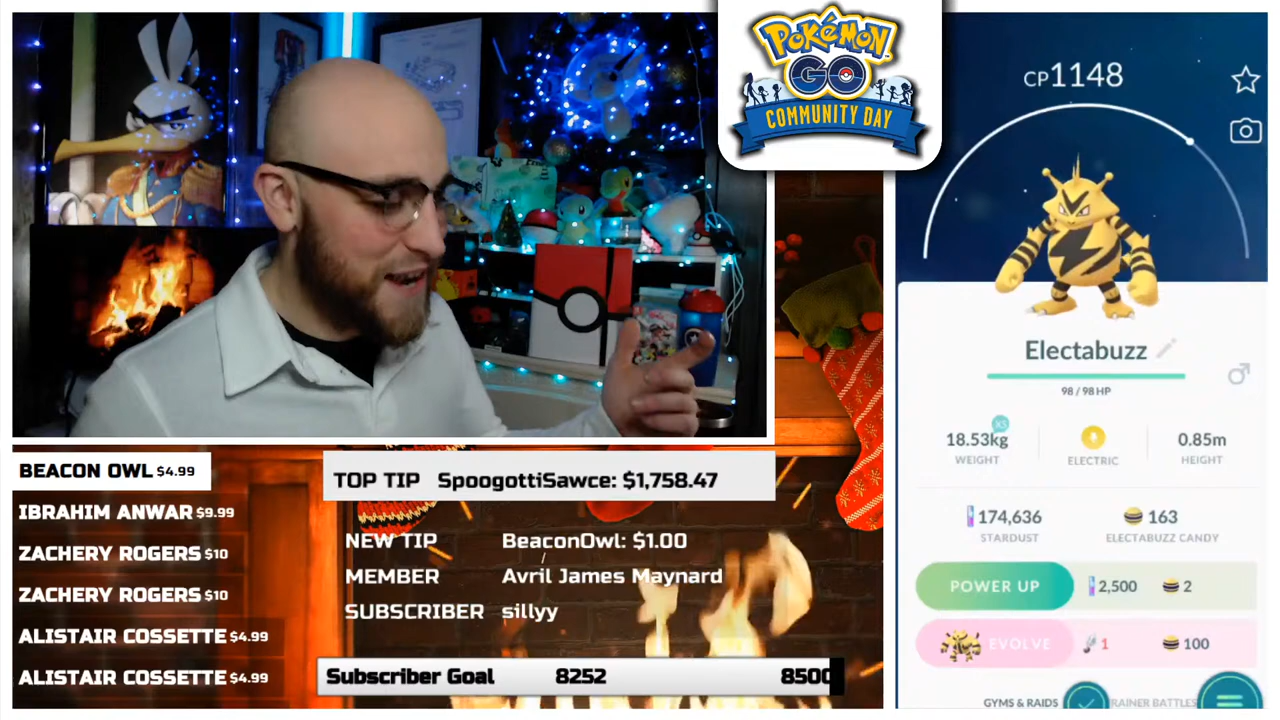 POKÉMON
GO
COMMUNITY DAY
CP1148
Electabuzz
98 / 98 HP
XS
18.53kg
WEIGHT
ELECTRIC
0.85m
HEIGHT
174,636
STARDUST
163
ELECTABUZZ CANDY
POWER UP
2,500
2
EVOLVE
1
100
GYMS & RAIDS
RAINER BATTLES
BEACON OWL $4.99
IBRAHIM ANWAR $9.99
ZACHERY ROGERS $10
ZACHERY ROGERS $10
ALISTAIR COSSETTE $4.99
ALISTAIR COSSETTE $4.99
TOP TIP SpoogottiSawce: $1,758.47
NEW TIP BeaconOwl: $1.00
MEMBER Avril James Maynard
SUBSCRIBER sillyy
Subscriber Goal 8252 8500